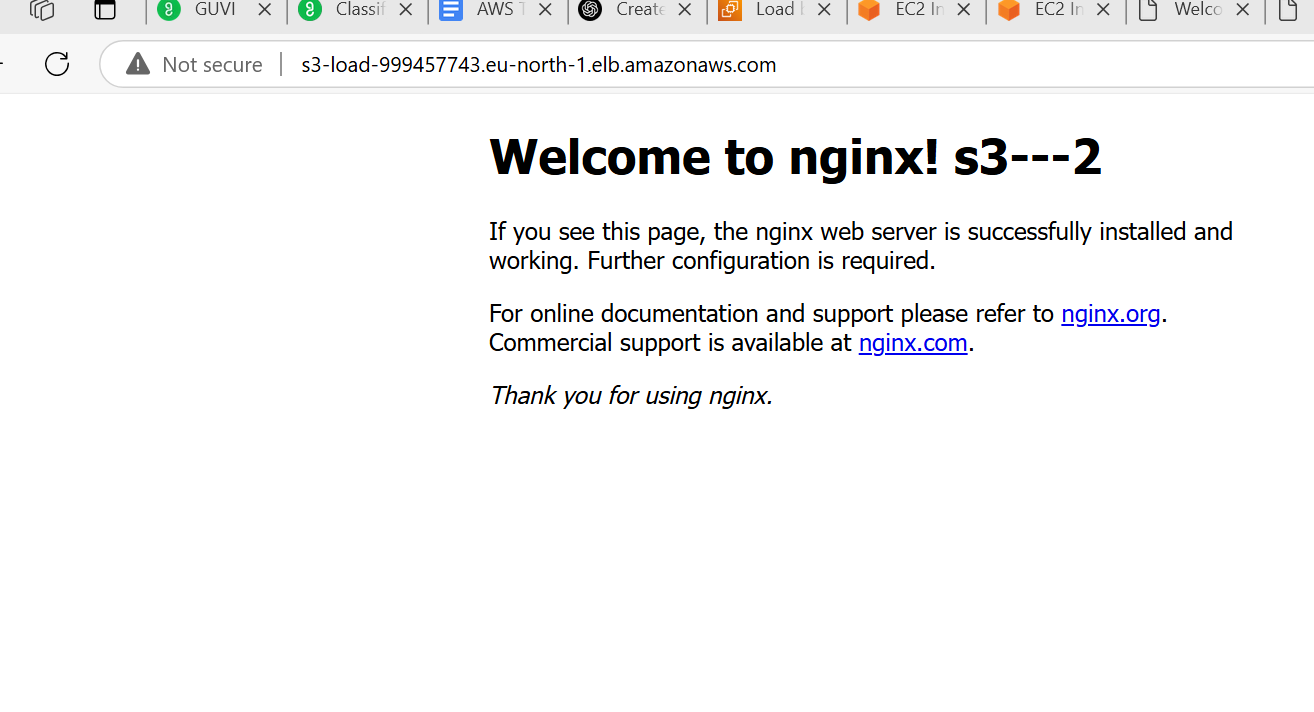 GUVI
Classif
AWS T
Create
Load b
EC2 In
EC2 In
Welco
Not secure
s3-load-999457743.eu-north-1.elb.amazonaws.com
Welcome to nginx! s3---2
If you see this page, the nginx web server is successfully installed and
working. Further configuration is required.
For online documentation and support please refer to nginx.org.
Commercial support is available at nginx.com.
Thank you for using nginx.